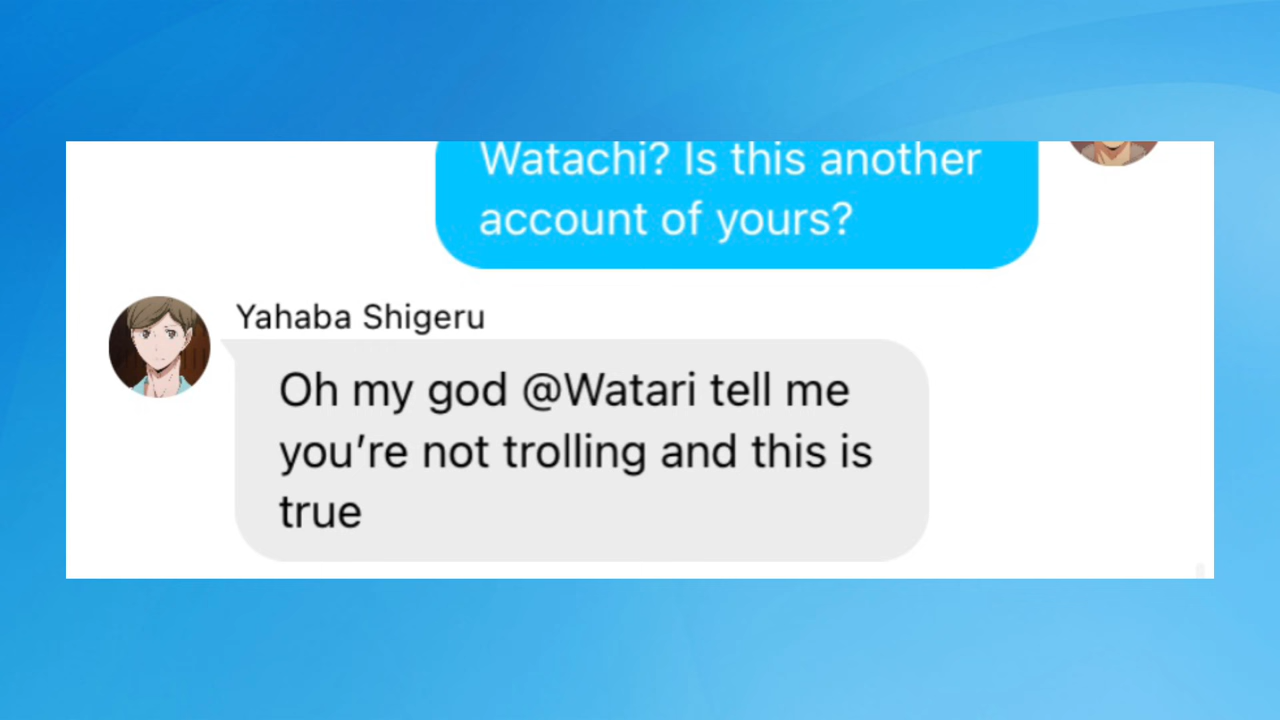 Watachi? Is this another
account of yours?
Yahaba Shigeru
Oh my god @Watari tell me
you’re not trolling and this is
true